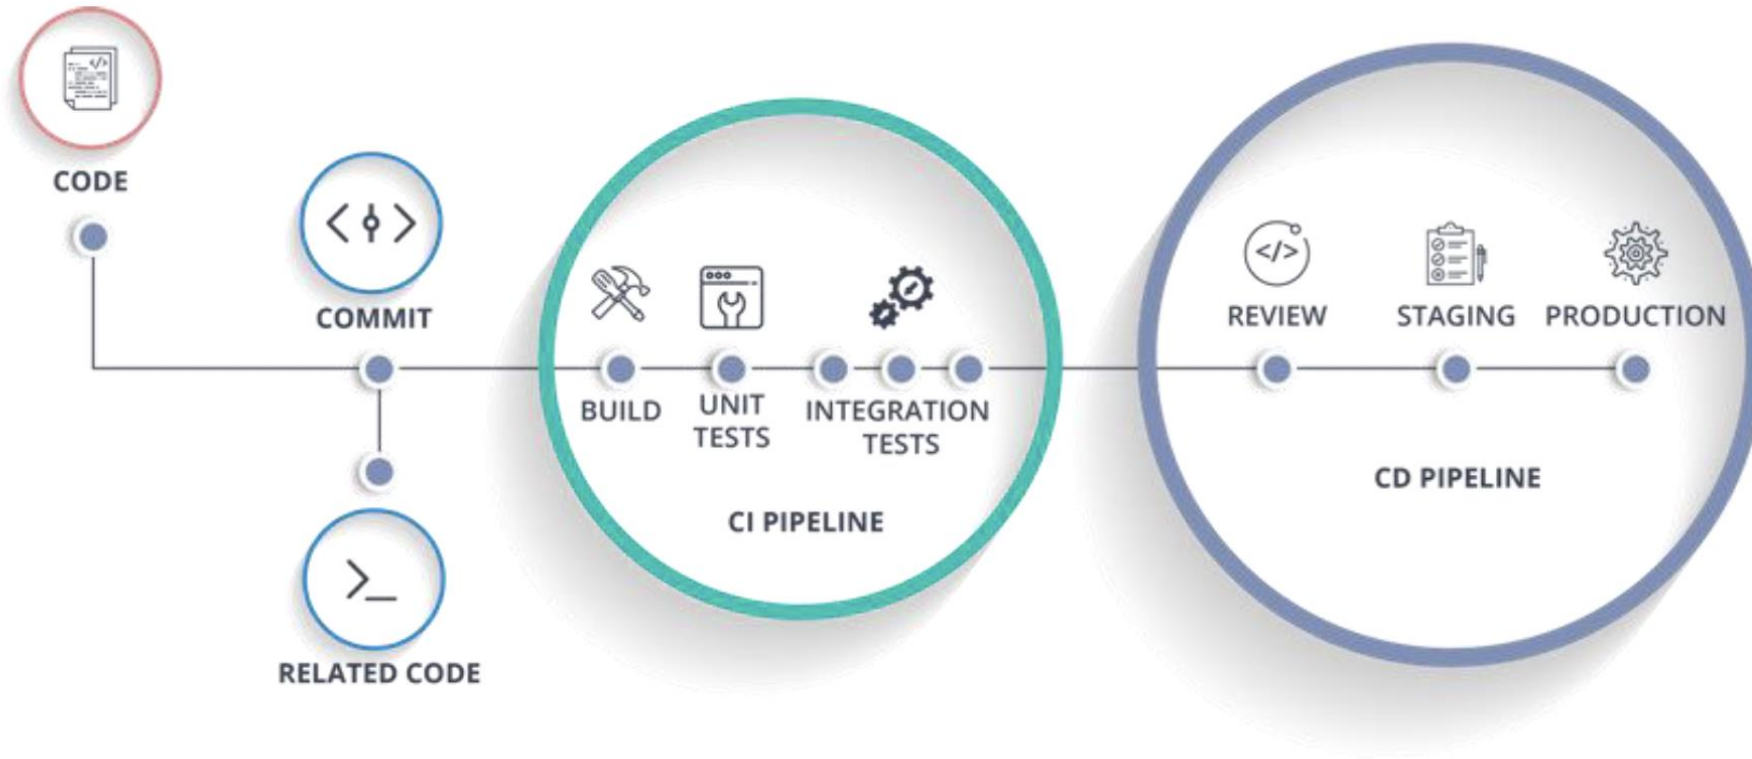 CODE
COMMIT
RELATED CODE
BUILD
UNIT
TESTS
INTEGRATION
TESTS
CI PIPELINE
REVIEW
STAGING
PRODUCTION
CD PIPELINE